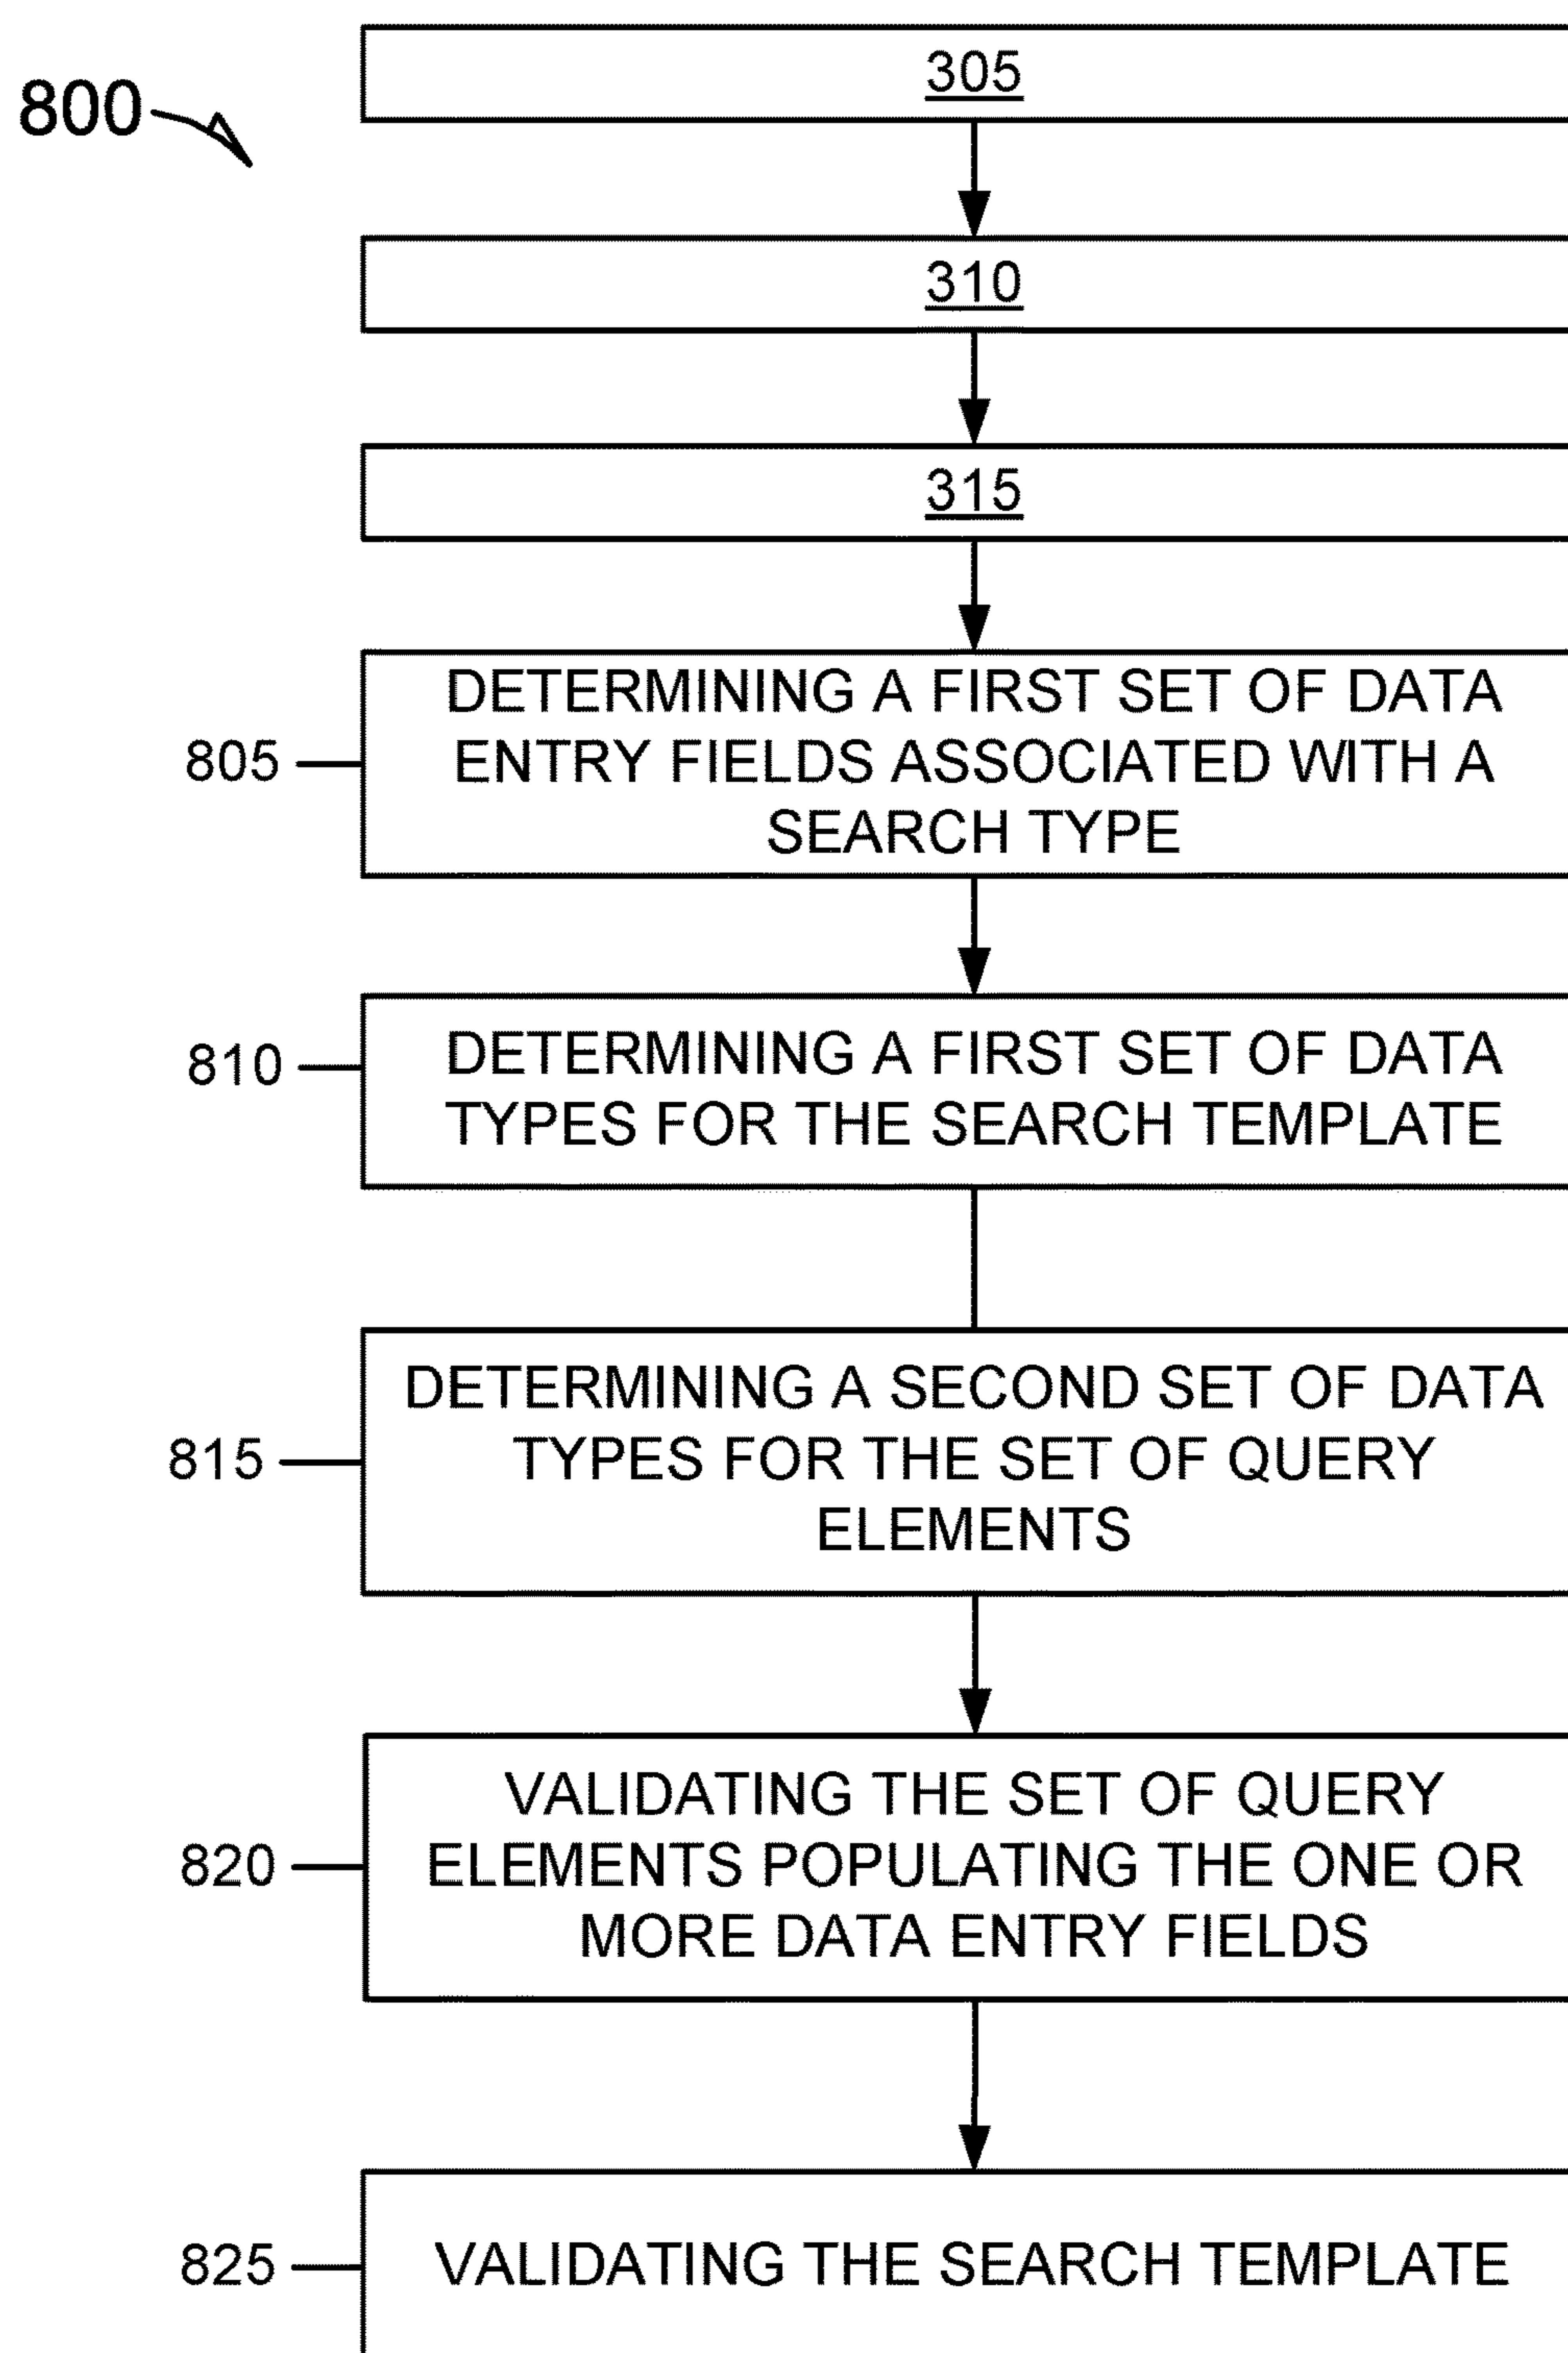 305
800
310
315
DETERMINING A FIRST SET OF DATA
ENTRY FIELDS ASSOCIATED WITH A
SEARCH TYPE
805
DETERMINING A FIRST SET OF DATA
TYPES FOR THE SEARCH TEMPLATE
810
DETERMINING A SECOND SET OF DATA
TYPES FOR THE SET OF QUERY
ELEMENTS
815
VALIDATING THE SET OF QUERY
ELEMENTS POPULATING THE ONE OR
MORE DATA ENTRY FIELDS
820
VALIDATING THE SEARCH TEMPLATE
825